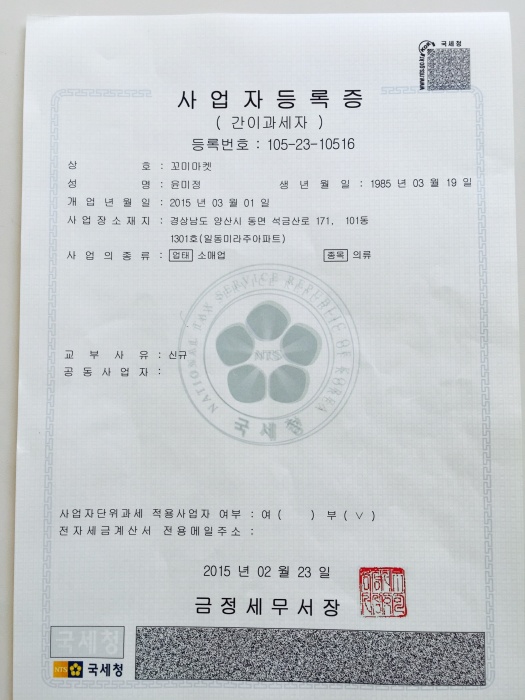 국세청
www.nts.go.kr
사업자등록증
( 간이과세자 )
등록번호 : 105-23-10516
상 호 : 꼬미마켓
성 명 : 윤미정 생 년 월 일 : 1985 년 03 월 19 일
개 업 년 월 일 : 2015 년 03 월 01 일
사 업 장 소 재 지 : 경상남도 양산시 동면 석금산로 171, 101동
1301호(일동미라주아파트)
사 업 의 종 류 : 업태 소매업 종목 의류
교 부 사 유 : 신규
공 동 사 업 자 :
NATIONAL
NTS
국세청
사업자단위과세 적용사업자 여부 : 여 ( ) 부 ( ∨ )
전자세금계산서 전용메일주소 :
2015 년 02 월 23 일
금정세무서장
국세청
NTS 국세청